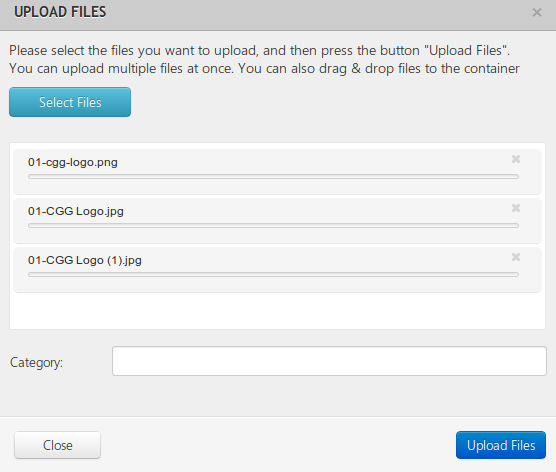 UPLOAD FILES
Please select the files you want to upload, and then press the button "Upload Files".
You can upload multiple files at once. You can also drag & drop files to the container
Select Files
01-cgg-logo.png
01-CGG Logo.jpg
01-CGG Logo (1).jpg
Category:
Close
Upload Files